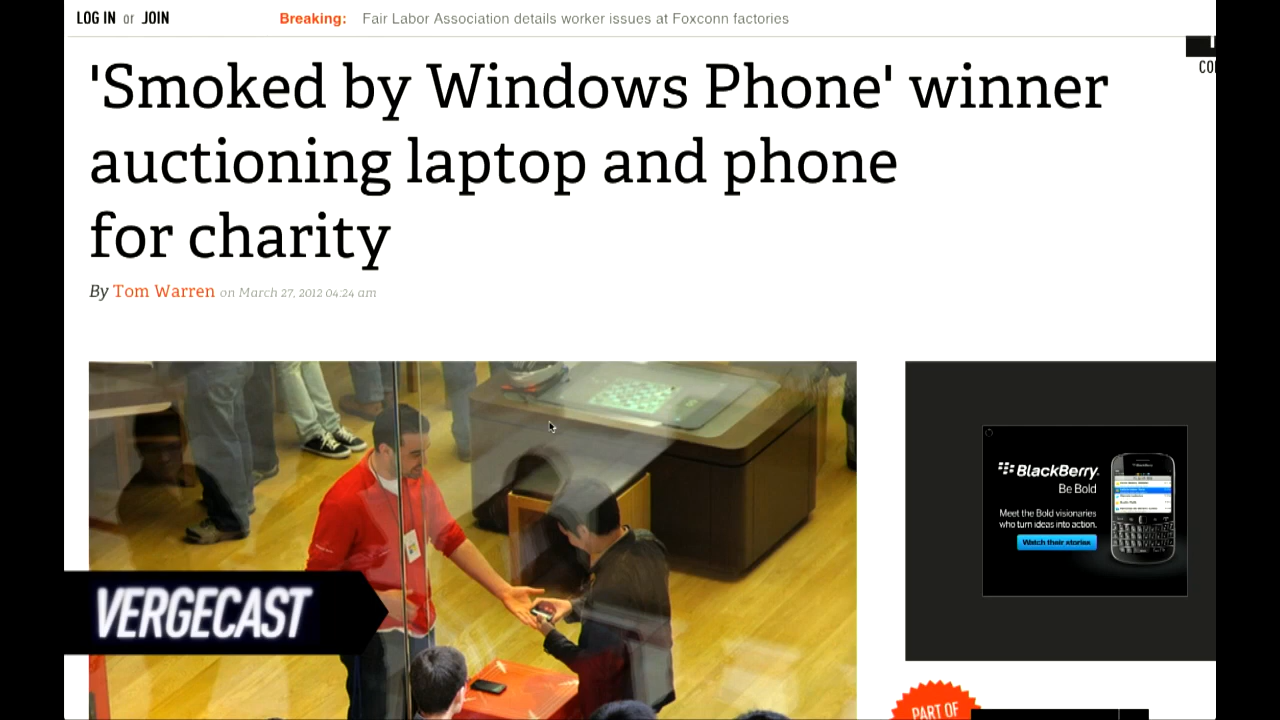 LOG IN or JOIN
Breaking: Fair Labor Association details worker issues at Foxconn factories
'Smoked by Windows Phone' winner
auctioning laptop and phone
for charity
By Tom Warren on March 27, 2012 04:24 am
BlackBerry.
Be Bold
Meet the Bold visionaries
who turn ideas into action.
Watch their stories
VERGECAST
PART OF